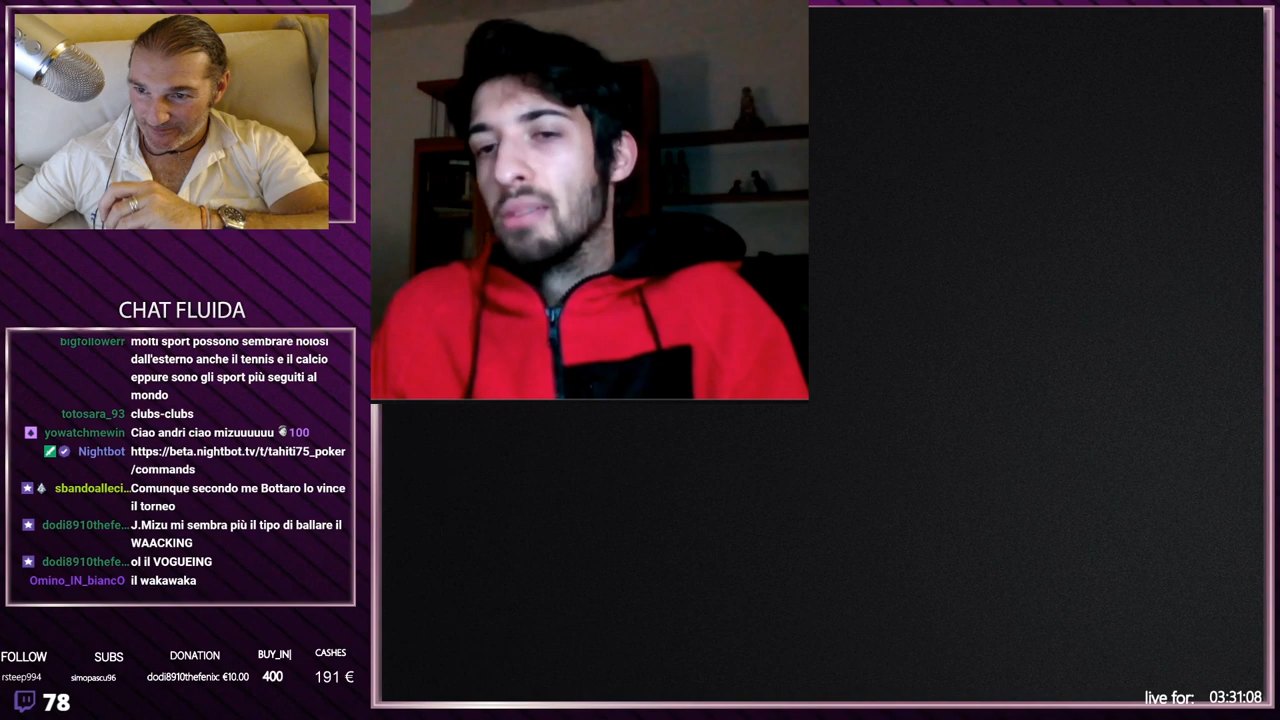 CHAT FLUIDA
bigfollowerr molti sport possono sembrare noiosi
dall'esterno anche il tennis e il calcio
eppure sono gli sport più seguiti al
mondo
totosara_93 clubs-clubs
yowatchmewin Ciao andri ciao mizuuuuuu 100
Nightbot https://beta.nightbot.tv/t/tahiti75_poker
/commands
sbandoalleci... Comunque secondo me Bottaro lo vince
il torneo
dodi8910thefe... J.Mizu mi sembra più il tipo di ballare il
WAACKING
dodi8910thefe... ol il VOGUEING
Omino_IN_biancO il wakawaka
FOLLOW SUBS DONATION BUY_IN| CASHES
rsteep994 simopascu96 dodi8910thefenix: €10.00 400 191 €
78
live for: 03:31:08